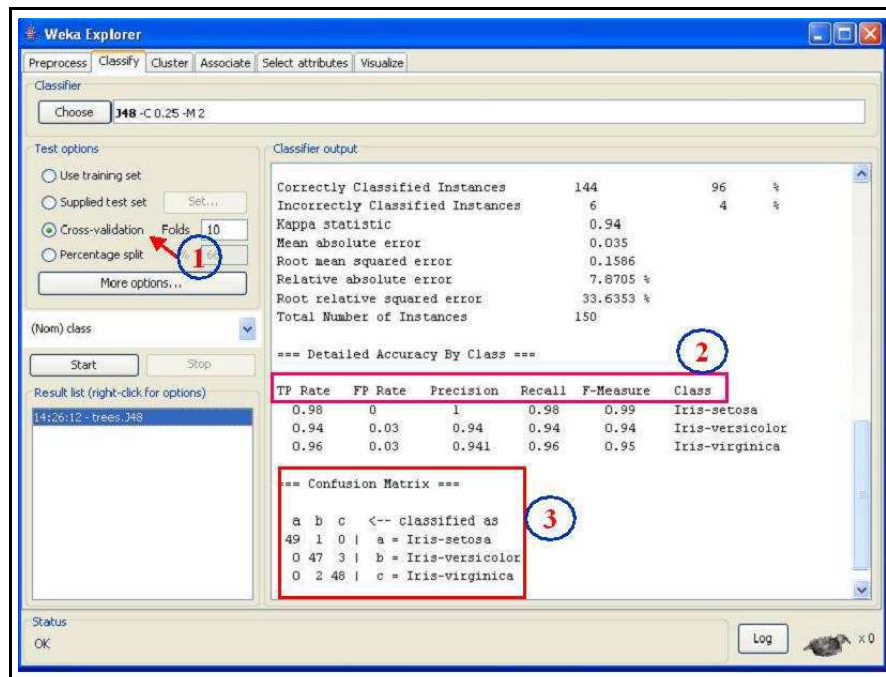 Weka Explorer
Preprocess Classify Cluster Associate Select attributes Visualize
Classifier
Choose J48 -C 0.25 -M 2
Test options
Use training set
Supplied test set Set...
Cross-validation Folds 10
Percentage split % 66
1
More options...
(Nom) class
Start Stop
Result list (right-click for options)
14:26:12 - trees.J48
Classifier output
Correctly Classified Instances 144 96 %
Incorrectly Classified Instances 6 4 %
Kappa statistic 0.94
Mean absolute error 0.035
Root mean squared error 0.1586
Relative absolute error 7.8705 %
Root relative squared error 33.6353 %
Total Number of Instances 150
=== Detailed Accuracy By Class ===
2
TP Rate FP Rate Precision Recall F-Measure Class
0.98 0 1 0.98 0.99 Iris-setosa
0.94 0.03 0.94 0.94 0.94 Iris-versicolor
0.96 0.03 0.941 0.96 0.95 Iris-virginica
=== Confusion Matrix ===
a b c <-- classified as
3
49 1 0 | a = Iris-setosa
0 47 3 | b = Iris-versicolor
0 2 48 | c = Iris-virginica
Status
OK
Log
x 0